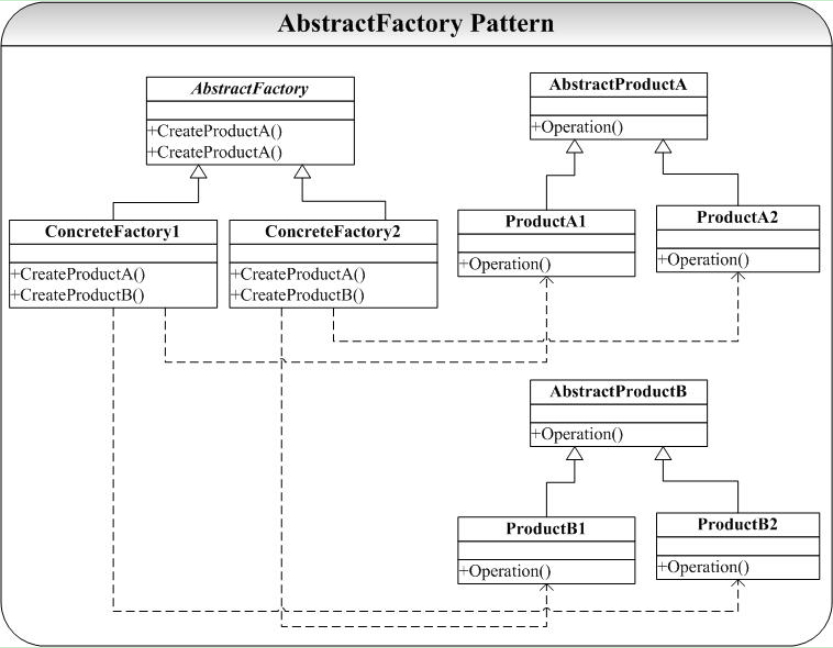 AbstractFactory Pattern
AbstractFactory
+CreateProductA()
+CreateProductA()
AbstractProductA
+Operation()
ConcreteFactory1
+CreateProductA()
+CreateProductB()
ConcreteFactory2
+CreateProductA()
+CreateProductB()
ProductA1
+Operation()
ProductA2
+Operation()
AbstractProductB
+Operation()
ProductB1
+Operation()
ProductB2
+Operation()